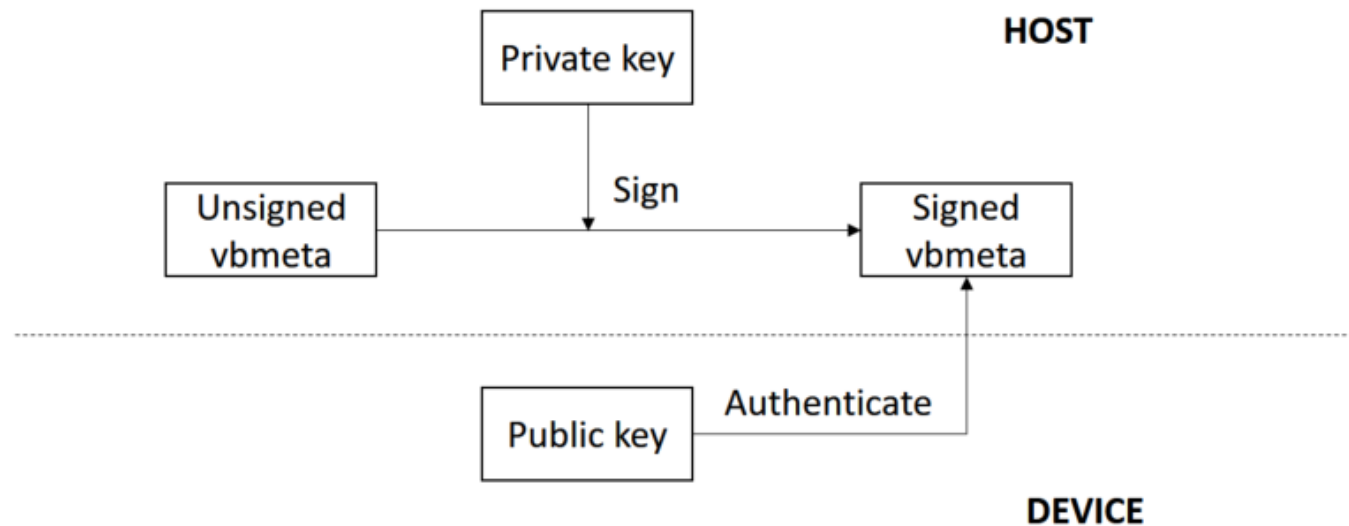 HOST
Private key
Sign
Unsigned
vbmeta
Signed
vbmeta
Authenticate
Public key
DEVICE